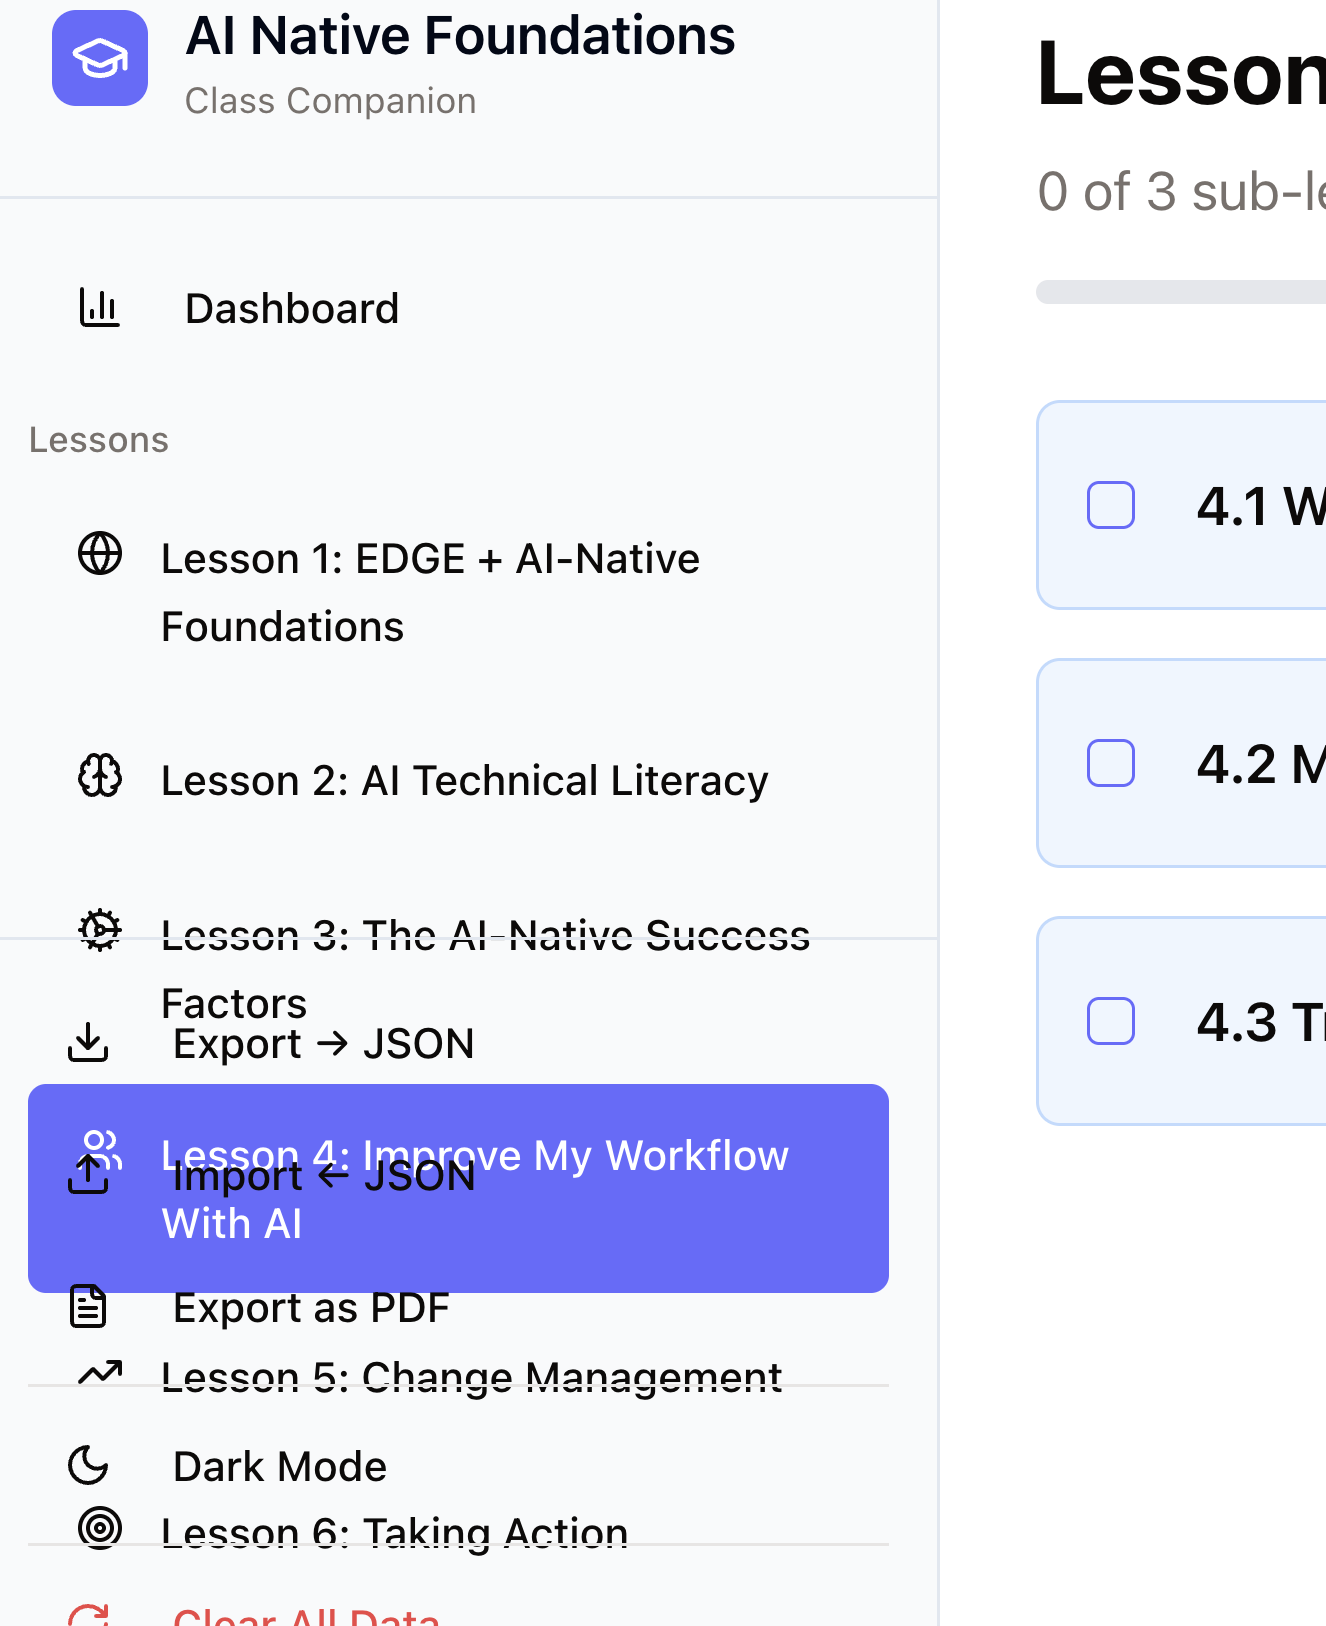 AI Native Foundations
Class Companion
Dashboard
Lessons
Lesson 1: EDGE + AI-Native
Foundations
Lesson 2: AI Technical Literacy
Lesson 3: The AI-Native Success
Factors
Export → JSON
Lesson 4: Improve My Workflow
Import ← JSON
With AI
Export as PDF
Lesson 5: Change Management
Dark Mode
Lesson 6: Taking Action
Clear All Data
Lesson
0 of 3 sub-le
4.1 W
4.2 M
4.3 Tr